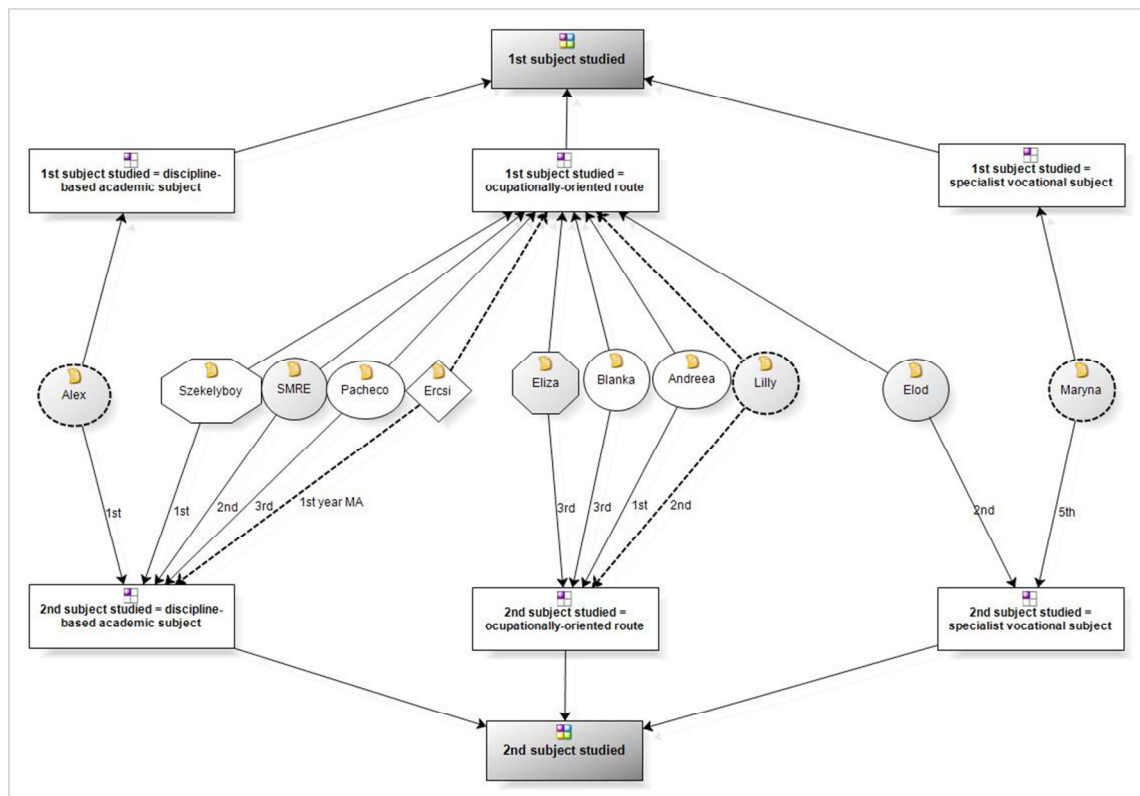 1st subject studied
1st subject studied = discipline-
based academic subject
1st subject studied =
ocupationally-oriented route
1st subject studied =
specialist vocational subject
Alex
Szekelyboy
SMRE
Pacheco
Ercsi
Eliza
Blanka
Andreea
Lilly
Elod
Maryna
1st
1st
2nd
3rd
1st year MA
3rd
3rd
1st
2nd
2nd
5th
2nd subject studied = discipline-
based academic subject
2nd subject studied =
ocupationally-oriented route
2nd subject studied =
specialist vocational subject
2nd subject studied